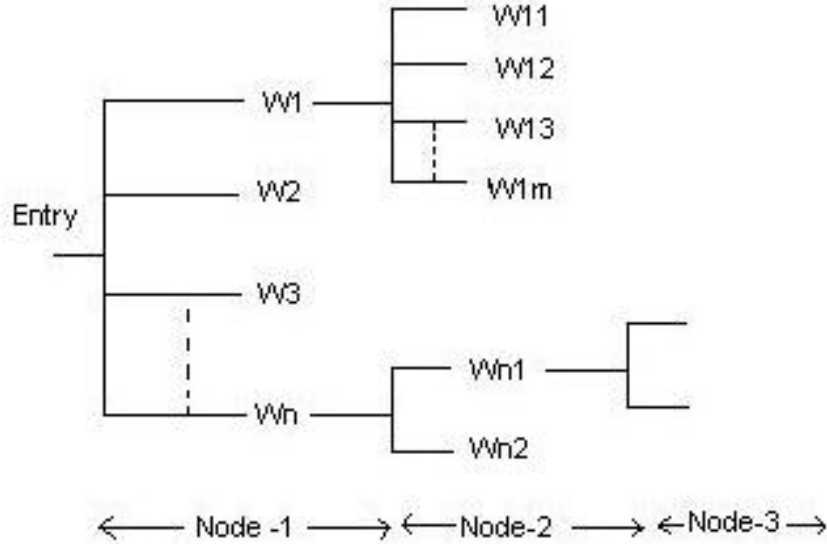 W11
W12
W1
W13
W1m
W2
Entry
W3
Wn1
Wn
Wn2
Node -1
Node-2
Node-3